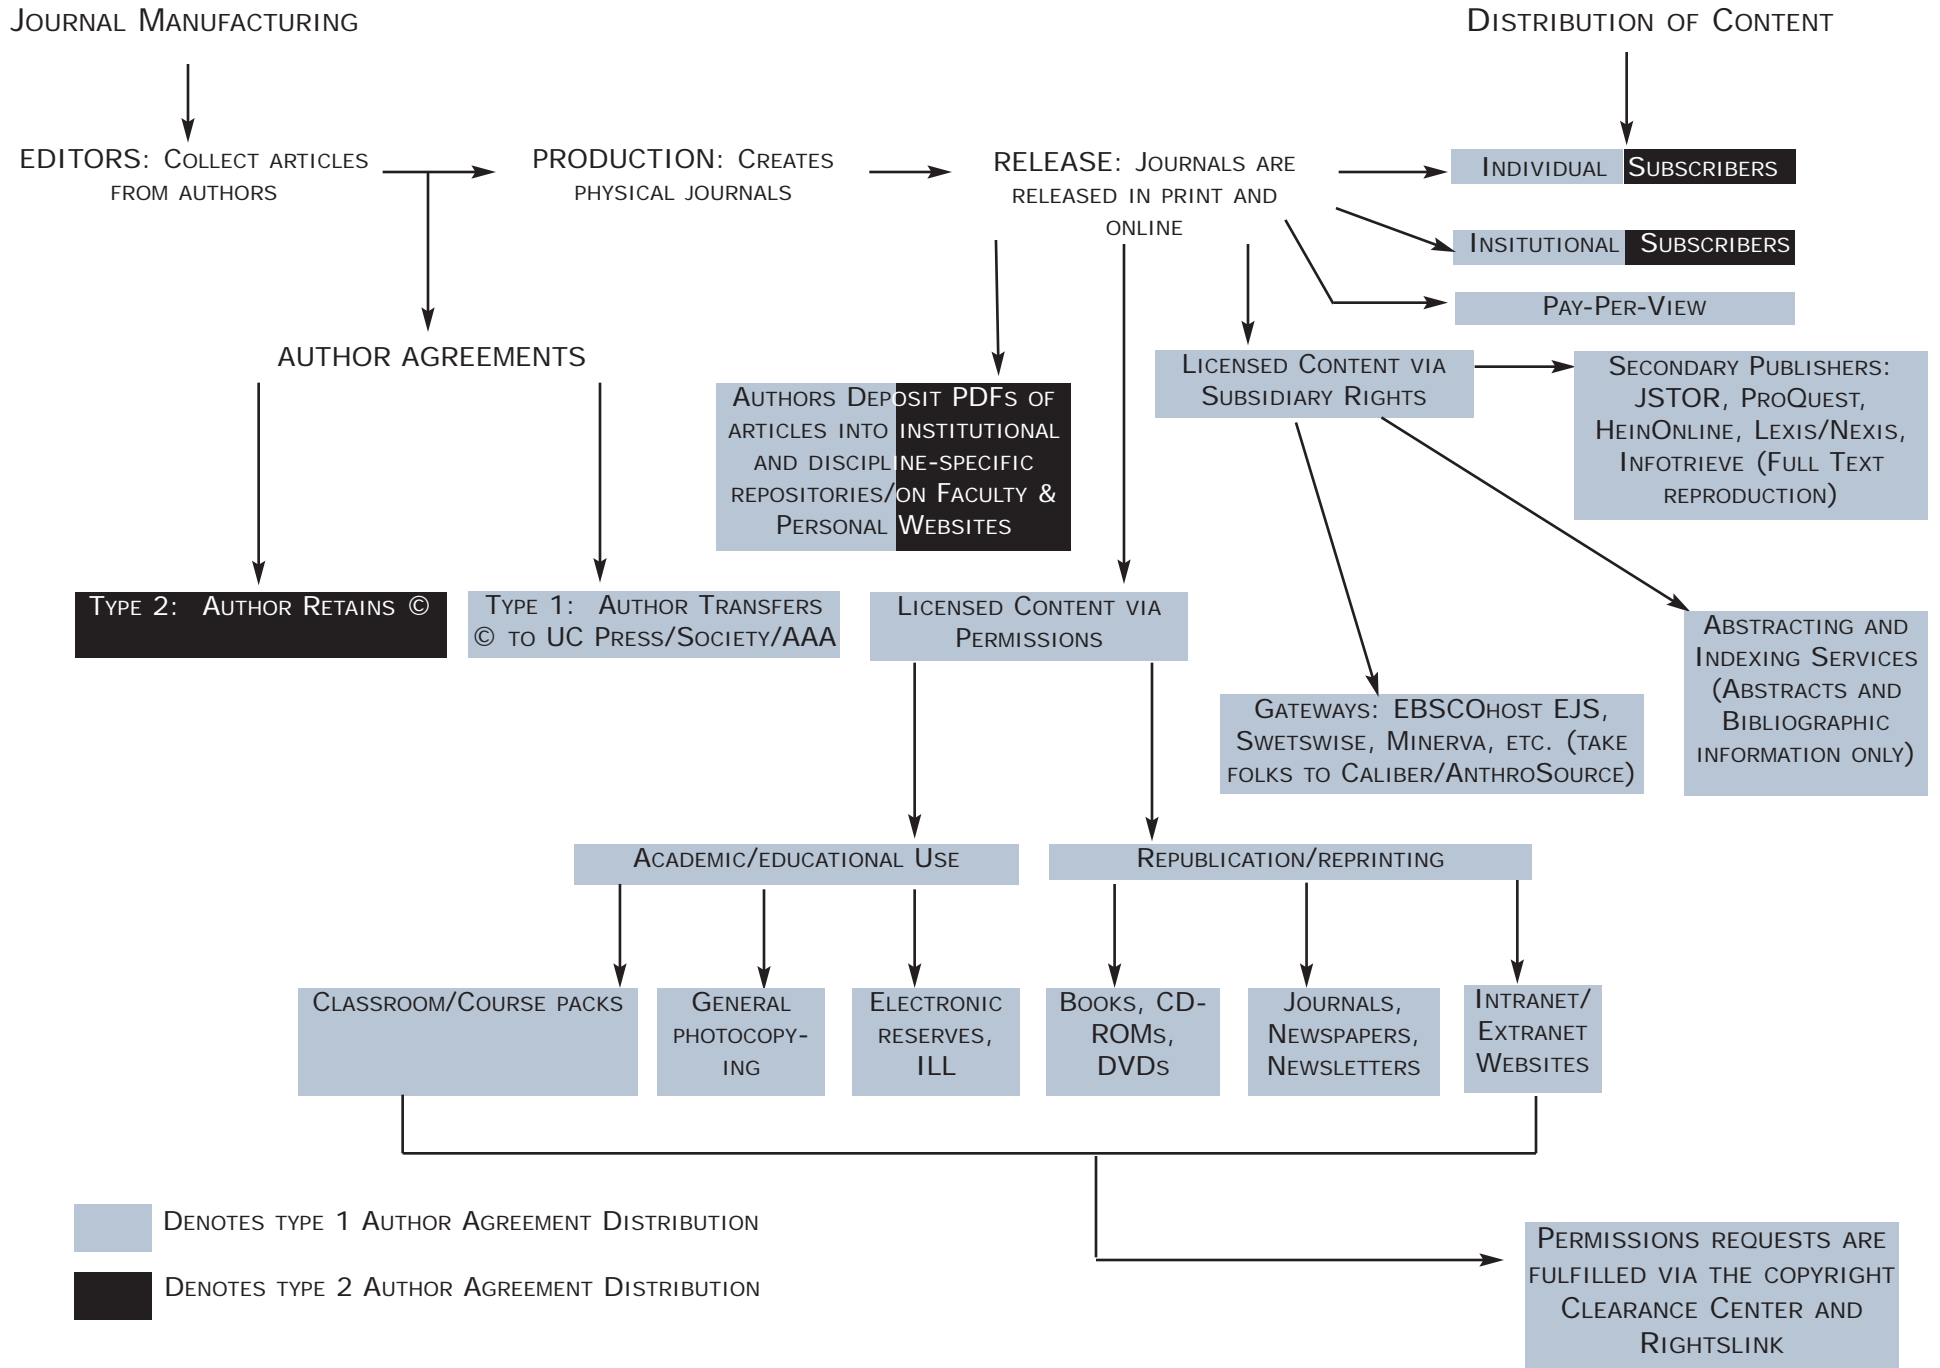 Journal Manufacturing
Distribution of Content
EDITORS: Collect articles
from authors
PRODUCTION: Creates
physical journals
RELEASE: Journals are
released in print and
online
Individual Subscribers
Insitutional Subscribers
Pay-Per-View
AUTHOR AGREEMENTS
Authors Deposit PDFs of
articles into institutional
and discipline-specific
repositories/on Faculty &
Personal Websites
Licensed Content via
Subsidiary Rights
Secondary Publishers:
JSTOR, ProQuest,
HeinOnline, Lexis/Nexis,
Infotrieve (Full Text
reproduction)
Type 2: Author Retains ©
Type 1: Author Transfers
© to UC Press/Society/AAA
Licensed Content via
Permissions
Abstracting and
Indexing Services
(Abstracts and
Bibliographic
information only)
Gateways: EBSCOhost EJS,
Swetswise, Minerva, etc. (take
folks to Caliber/AnthroSource)
Academic/educational Use
Republication/reprinting
Classroom/Course packs
General
photocopy-
ing
Electronic
reserves,
ILL
Books, CD-
ROMs,
DVDs
Journals,
Newspapers,
Newsletters
Intranet/
Extranet
Websites
Denotes type 1 Author Agreement Distribution
Denotes type 2 Author Agreement Distribution
Permissions requests are
fulfilled via the copyright
Clearance Center and
Rightslink